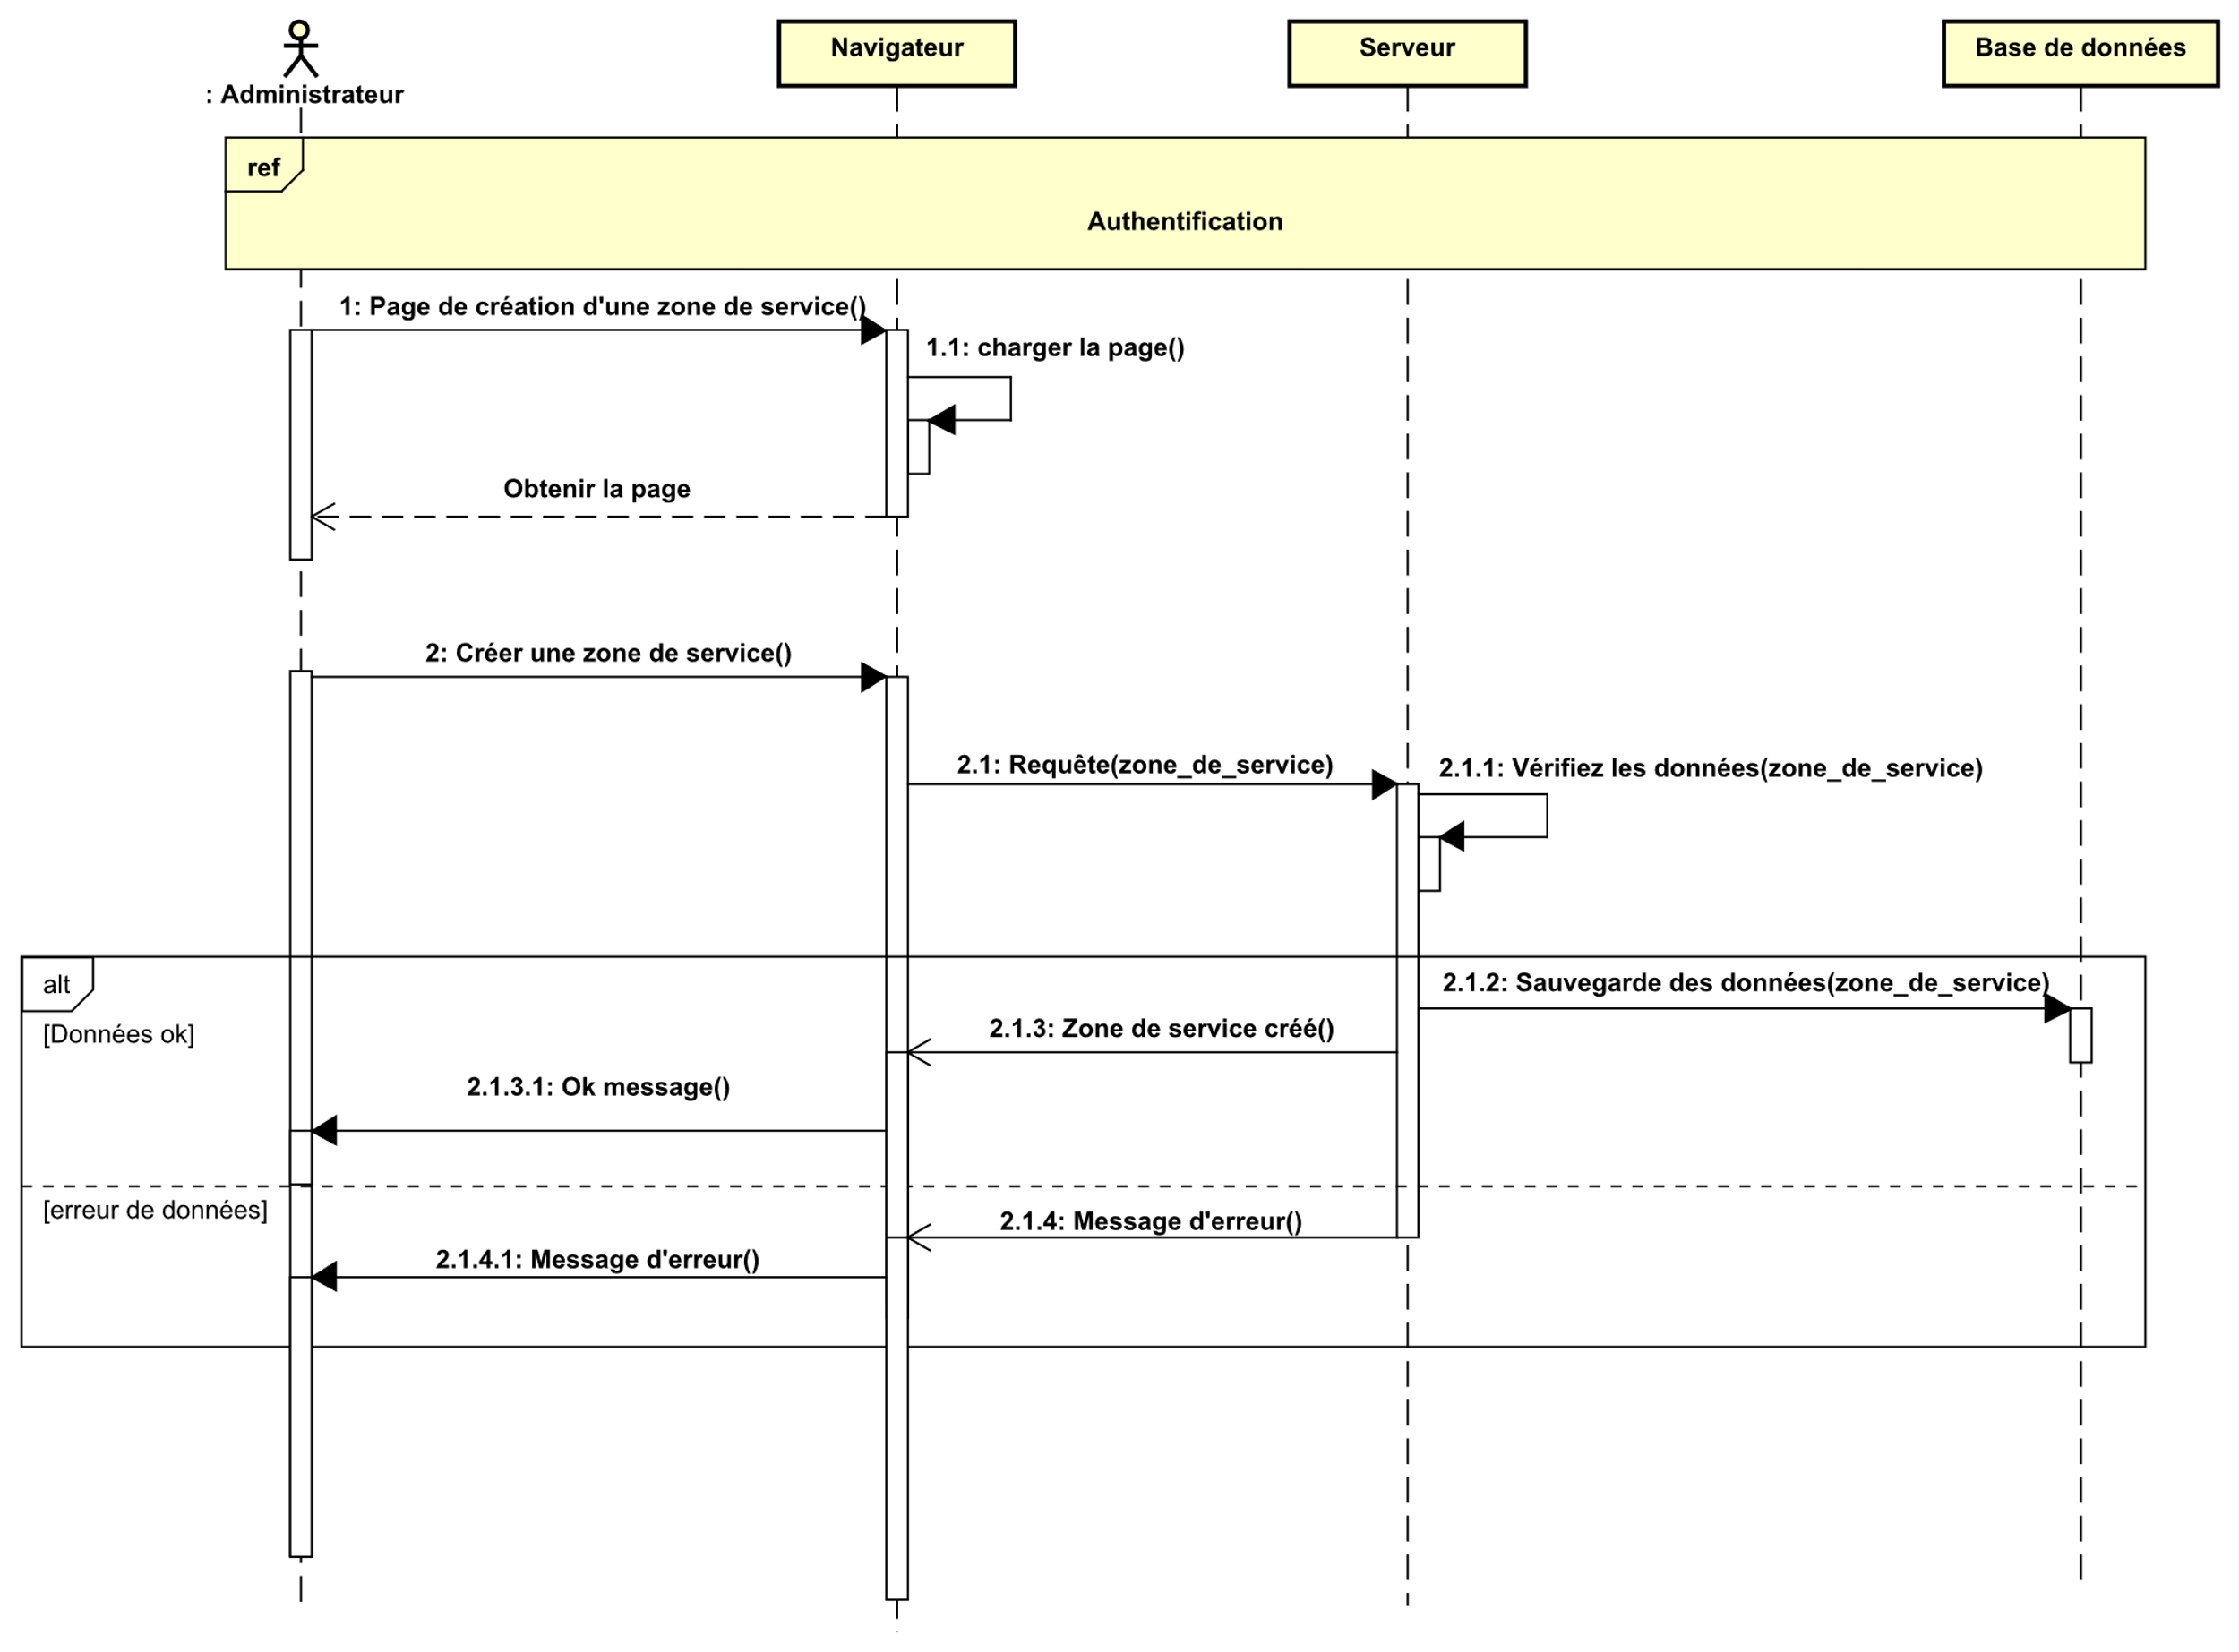 : Administrateur
Navigateur
Serveur
Base de données
ref
Authentification
1: Page de création d'une zone de service()
1.1: charger la page()
Obtenir la page
2: Créer une zone de service()
2.1: Requête(zone_de_service)
2.1.1: Vérifiez les données(zone_de_service)
alt
[Données ok]
2.1.2: Sauvegarde des données(zone_de_service)
2.1.3: Zone de service créé()
2.1.3.1: Ok message()
[erreur de données]
2.1.4: Message d'erreur()
2.1.4.1: Message d'erreur()